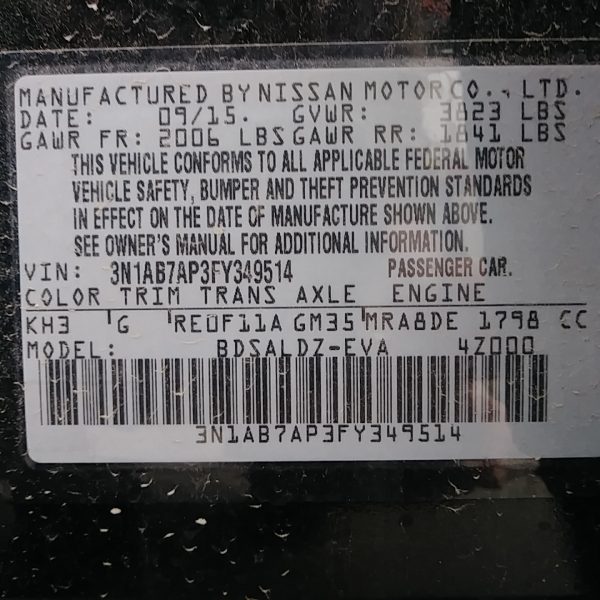 MANUFACTURED BY NISSAN MOTOR CO., LTD.
DATE: 09/15. GVWR: 3823 LBS
GAWR FR: 2006 LBS GAWR RR: 1841 LBS
THIS VEHICLE CONFORMS TO ALL APPLICABLE FEDERAL MOTOR
VEHICLE SAFETY, BUMPER AND THEFT PREVENTION STANDARDS
IN EFFECT ON THE DATE OF MANUFACTURE SHOWN ABOVE.
SEE OWNER'S MANUAL FOR ADDITIONAL INFORMATION.
VIN: 3N1AB7AP3FY349514 PASSENGER CAR.
COLOR TRIM TRANS AXLE ENGINE
KH3 G RE0F11A GM35 MRA8DE 1798 CC
MODEL: BDSALDZ-EVA 4Z000
3N1AB7AP3FY349514